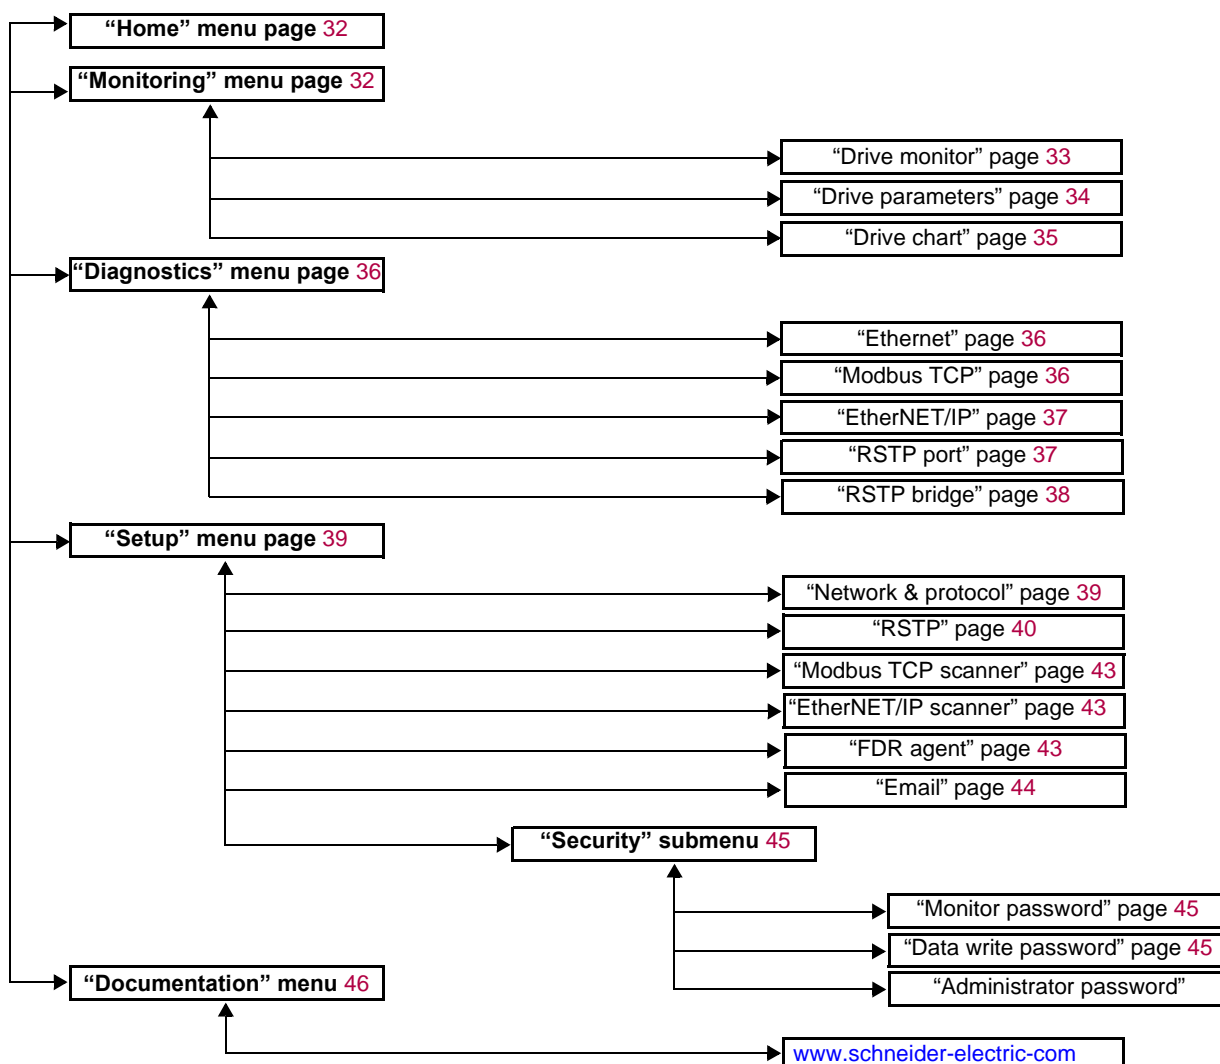 “Home” menu page 32
“Monitoring” menu page 32
“Drive monitor” page 33
“Drive parameters” page 34
“Drive chart” page 35
“Diagnostics” menu page 36
“Ethernet” page 36
“Modbus TCP” page 36
“EtherNET/IP” page 37
“RSTP port” page 37
“RSTP bridge” page 38
“Setup” menu page 39
“Network & protocol” page 39
“RSTP” page 40
“Modbus TCP scanner” page 43
“EtherNET/IP scanner” page 43
“FDR agent” page 43
“Email” page 44
“Security” submenu 45
“Monitor password” page 45
“Data write password” page 45
“Administrator password”
“Documentation” menu 46
www.schneider-electric-com